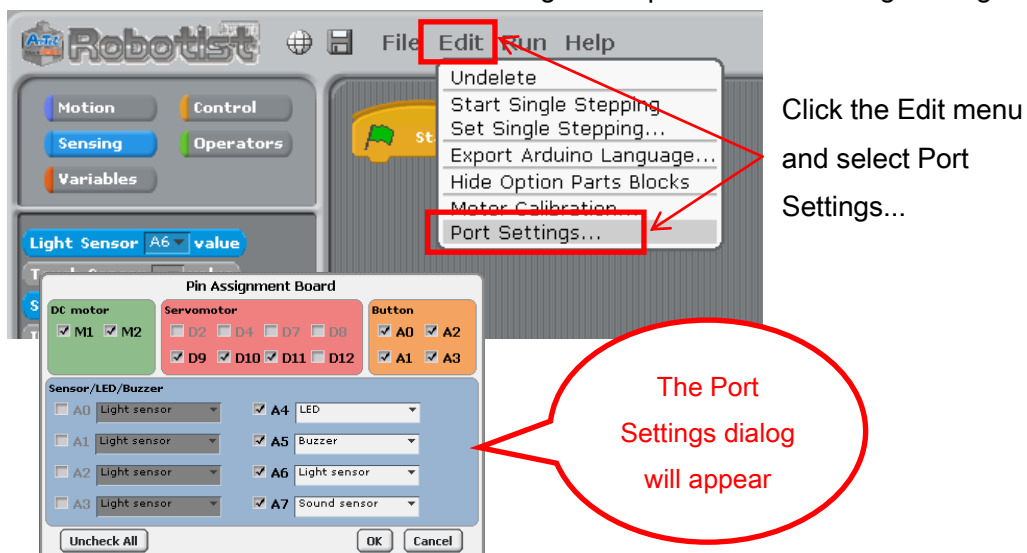 ArTec Robotist File Edit Run Help
Undelete
Start Single Stepping
Set Single Stepping...
Export Arduino Language...
Hide Option Parts Blocks
Motor Calibration...
Port Settings...
Motion Control
Sensing Operators
Variables
Light Sensor A6 value
Click the Edit menu
and select Port
Settings...
Pin Assignment Board
DC motor Servomotor Button
M1 M2 D2 D4 D7 D8 A0 A2
D9 D10 D11 D12 A1 A3
Sensor/LED/Buzzer
A0 Light sensor A4 LED
A1 Light sensor A5 Buzzer
A2 Light sensor A6 Light sensor
A3 Light sensor A7 Sound sensor
Uncheck All OK Cancel
The Port
Settings dialog
will appear